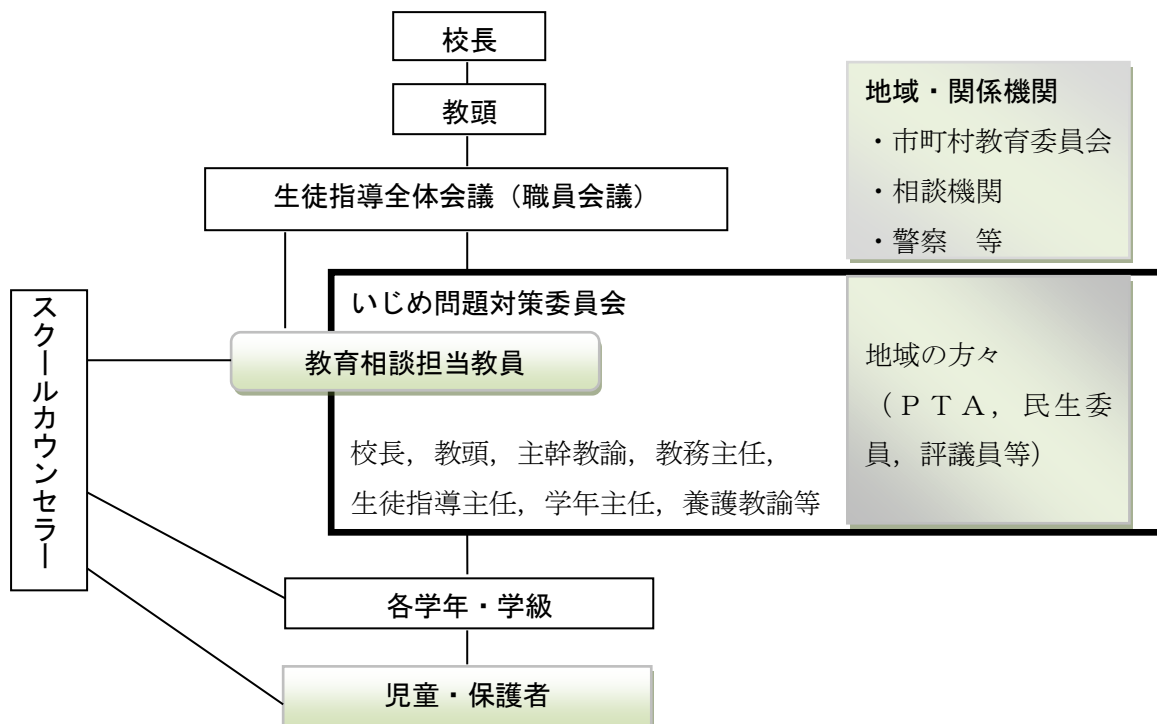 校長
教頭
生徒指導全体会議（職員会議）
地域・関係機関
・市町村教育委員会
・相談機関
・警察　等
スクールカウンセラー
いじめ問題対策委員会
教育相談担当教員
校長，教頭，主幹教諭，教務主任，
生徒指導主任，学年主任，養護教諭等
地域の方々
（ＰＴＡ，民生委
員，評議員等）
各学年・学級
児童・保護者